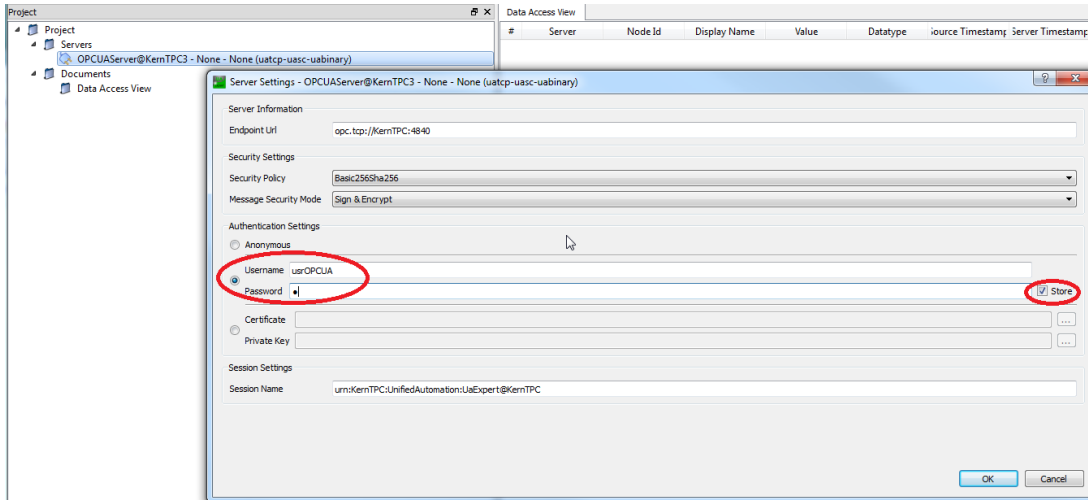 Project
Project
Servers
OPCUAServer@KernTPC3 - None - None (uatcp-uasc-uabinary)
Documents
Data Access View
Data Access View
# Server Node Id Display Name Value Datatype ource Timestamp Server Timestamp
Server Settings - OPCUAServer@KernTPC3 - None - None (uatcp-uasc-uabinary)
Server Information
Endpoint Url opc.tcp://KernTPC:4840
Security Settings
Security Policy Basic256Sha256
Message Security Mode Sign & Encrypt
Authentication Settings
Anonymous
Username usrOPCUA
Password Store
Certificate ...
Private Key ...
Session Settings
Session Name urn:KernTPC:UnifiedAutomation:UaExpert@KernTPC
OK Cancel